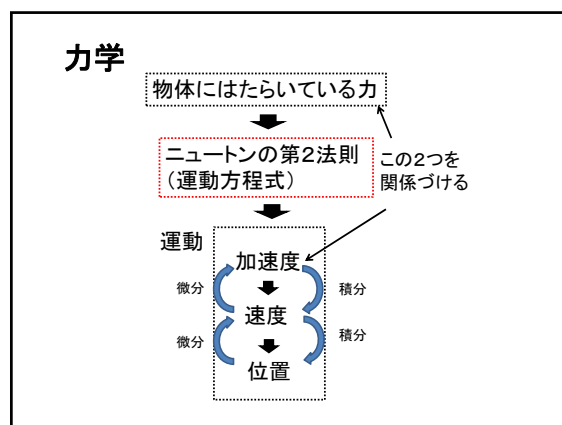 力学
物体にはたらいている力
ニュートンの第2法則
（運動方程式）
この2つを
関係づける
運動
加速度
微分
積分
速度
微分
積分
位置